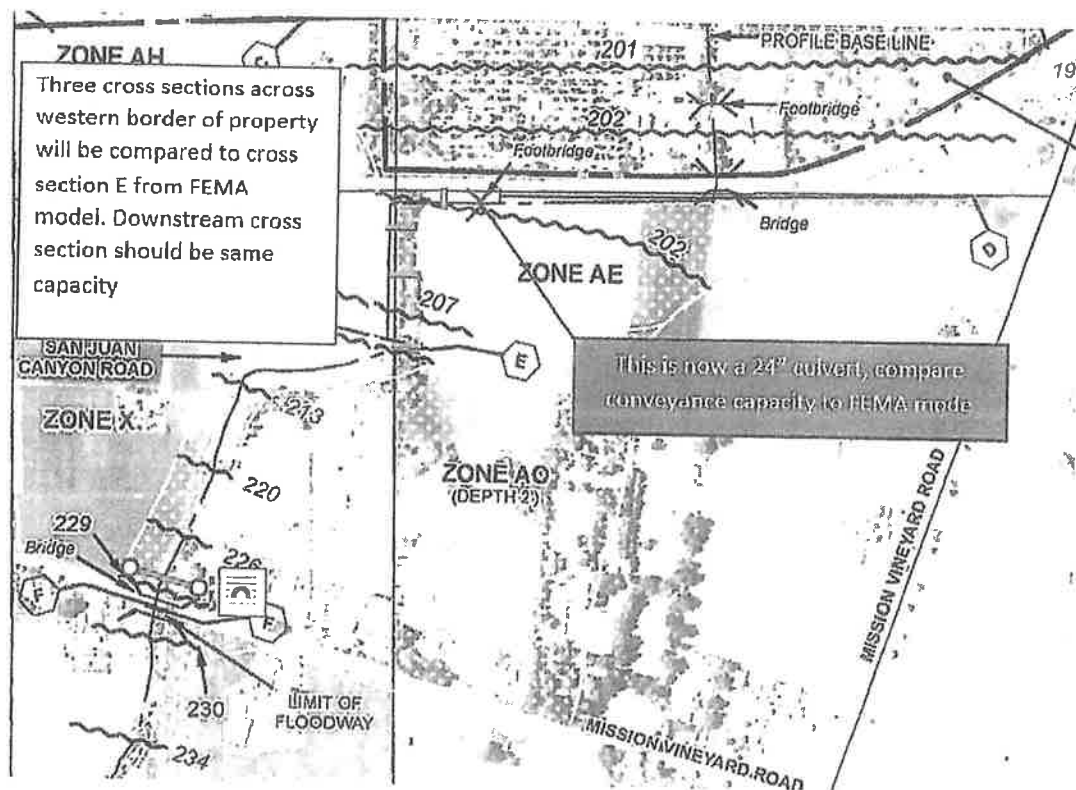 ZONE AH
201
PROFILE BASE LINE
19
Three cross sections across
western border of property
will be compared to cross
section E from FEMA
model. Downstream cross
section should be same
capacity
Footbridge
202
Footbridge
Bridge
D
202
ZONE AE
207
E
SAN JUAN
CANYON ROAD
This is now a 24" culvert, compare
conveyance capacity to FEMA mode
213
ZONE X
ZONE AO
(DEPTH 2')
220
229
Bridge
226
F
230
LIMIT OF
FLOODWAY
234
MISSION VINEYARD ROAD
MISSION VINEYARD ROAD